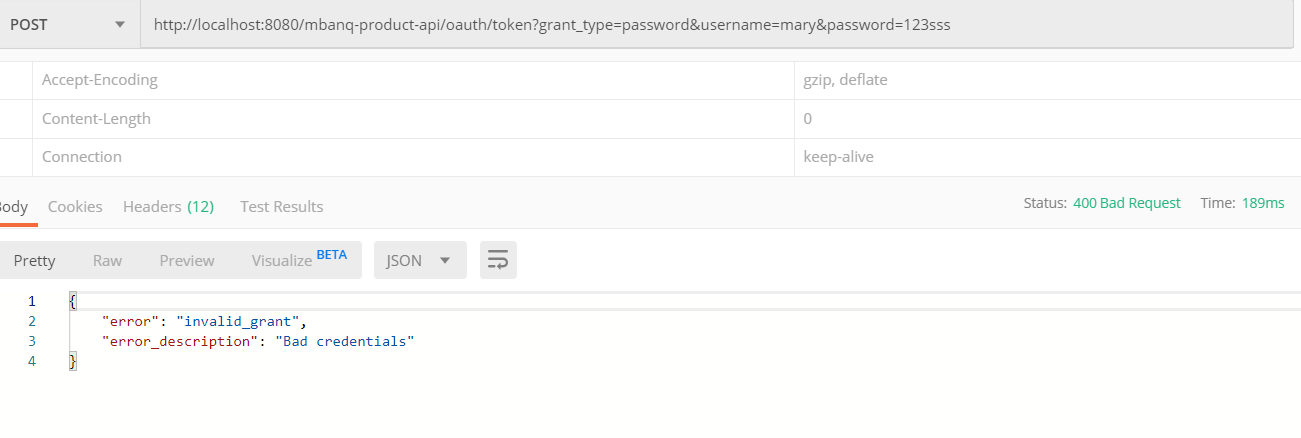 POST http://localhost:8080/mbanq-product-api/oauth/token?grant_type=password&username=mary&password=123sss
Accept-Encoding gzip, deflate
Content-Length 0
Connection keep-alive
Body Cookies Headers (12) Test Results Status: 400 Bad Request Time: 189ms
Pretty Raw Preview Visualize BETA JSON
1 {
2 "error": "invalid_grant",
3 "error_description": "Bad credentials"
4 }